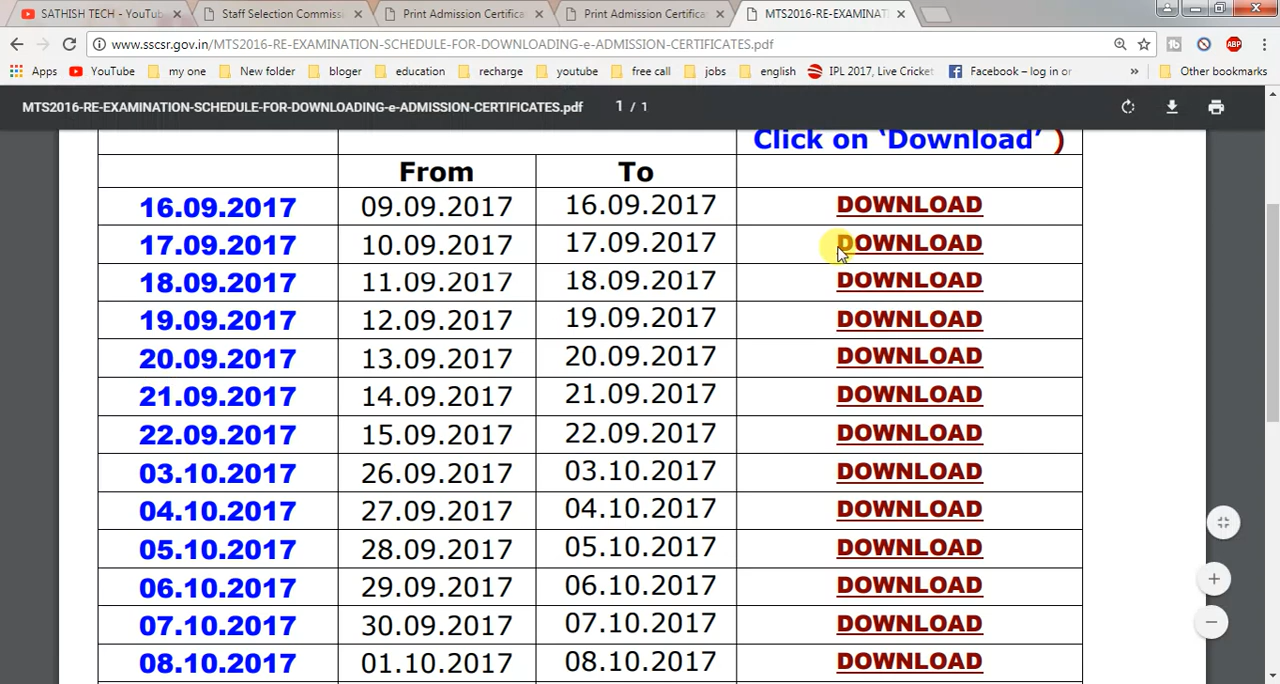 SATHISH TECH - YouTub
Staff Selection Commiss
Print Admission Certifica
Print Admission Certifica
MTS2016-RE-EXAMINAT
www.sscsr.gov.in/MTS2016-RE-EXAMINATION-SCHEDULE-FOR-DOWNLOADING-e-ADMISSION-CERTIFICATES.pdf
Apps YouTube my one New folder bloger education recharge youtube free call jobs english IPL 2017, Live Cricket Facebook – log in or » Other bookmarks
MTS2016-RE-EXAMINATION-SCHEDULE-FOR-DOWNLOADING-e-ADMISSION-CERTIFICATES.pdf 1 / 1
Click on ‘Download’ )
From To
16.09.2017 09.09.2017 16.09.2017 DOWNLOAD
17.09.2017 10.09.2017 17.09.2017 DOWNLOAD
18.09.2017 11.09.2017 18.09.2017 DOWNLOAD
19.09.2017 12.09.2017 19.09.2017 DOWNLOAD
20.09.2017 13.09.2017 20.09.2017 DOWNLOAD
21.09.2017 14.09.2017 21.09.2017 DOWNLOAD
22.09.2017 15.09.2017 22.09.2017 DOWNLOAD
03.10.2017 26.09.2017 03.10.2017 DOWNLOAD
04.10.2017 27.09.2017 04.10.2017 DOWNLOAD
05.10.2017 28.09.2017 05.10.2017 DOWNLOAD
06.10.2017 29.09.2017 06.10.2017 DOWNLOAD
07.10.2017 30.09.2017 07.10.2017 DOWNLOAD
08.10.2017 01.10.2017 08.10.2017 DOWNLOAD